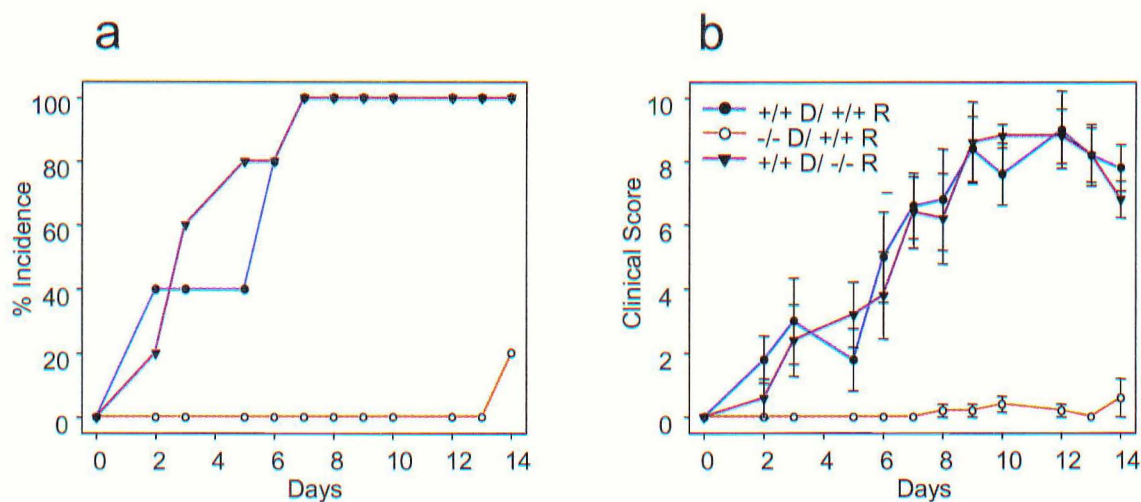 a
% Incidence
100
80
60
40
20
0
0 2 4 6 8 10 12 14
Days
b
Clinical Score
10
8
6
4
2
0
+/+ D/ +/+ R
-/- D/ +/+ R
+/+ D/ -/- R
0 2 4 6 8 10 12 14
Days